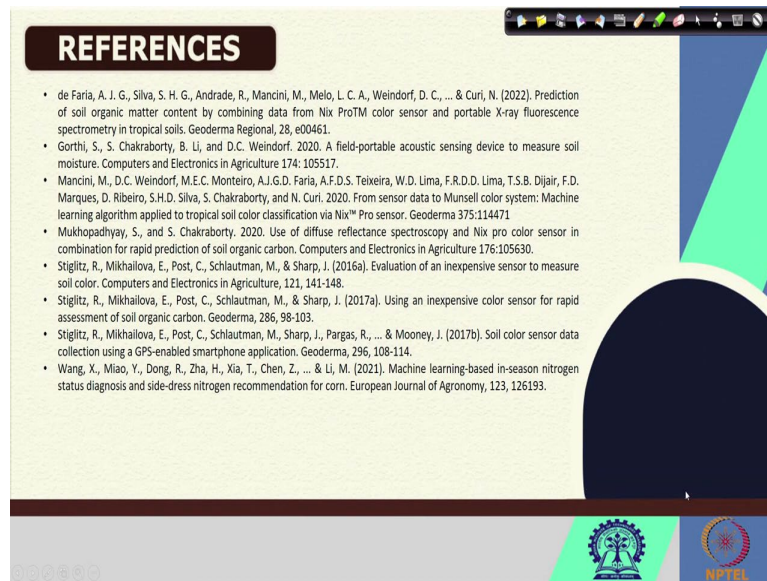 REFERENCES
• de Faria, A. J. G., Silva, S. H. G., Andrade, R., Mancini, M., Melo, L. C. A., Weindorf, D. C., ... & Curi, N. (2022). Prediction
of soil organic matter content by combining data from Nix ProTM color sensor and portable X-ray fluorescence
spectrometry in tropical soils. Geoderma Regional, 28, e00461.
• Gorthi, S., S. Chakraborty, B. Li, and D.C. Weindorf. 2020. A field-portable acoustic sensing device to measure soil
moisture. Computers and Electronics in Agriculture 174: 105517.
• Mancini, M., D.C. Weindorf, M.E.C. Monteiro, A.J.G.D. Faria, A.F.D.S. Teixeira, W.D. Lima, F.R.D.D. Lima, T.S.B. Dijair, F.D.
Marques, D. Ribeiro, S.H.D. Silva, S. Chakraborty, and N. Curi. 2020. From sensor data to Munsell color system: Machine
learning algorithm applied to tropical soil color classification via Nix™ Pro sensor. Geoderma 375:114471
• Mukhopadhyay, S., and S. Chakraborty. 2020. Use of diffuse reflectance spectroscopy and Nix pro color sensor in
combination for rapid prediction of soil organic carbon. Computers and Electronics in Agriculture 176:105630.
• Stiglitz, R., Mikhailova, E., Post, C., Schlautman, M., & Sharp, J. (2016a). Evaluation of an inexpensive sensor to measure
soil color. Computers and Electronics in Agriculture, 121, 141-148.
• Stiglitz, R., Mikhailova, E., Post, C., Schlautman, M., & Sharp, J. (2017a). Using an inexpensive color sensor for rapid
assessment of soil organic carbon. Geoderma, 286, 98-103.
• Stiglitz, R., Mikhailova, E., Post, C., Schlautman, M., Sharp, J., Pargas, R., ... & Mooney, J. (2017b). Soil color sensor data
collection using a GPS-enabled smartphone application. Geoderma, 296, 108-114.
• Wang, X., Miao, Y., Dong, R., Zha, H., Xia, T., Chen, Z., ... & Li, M. (2021). Machine learning-based in-season nitrogen
status diagnosis and side-dress nitrogen recommendation for corn. European Journal of Agronomy, 123, 126193.
NPTEL